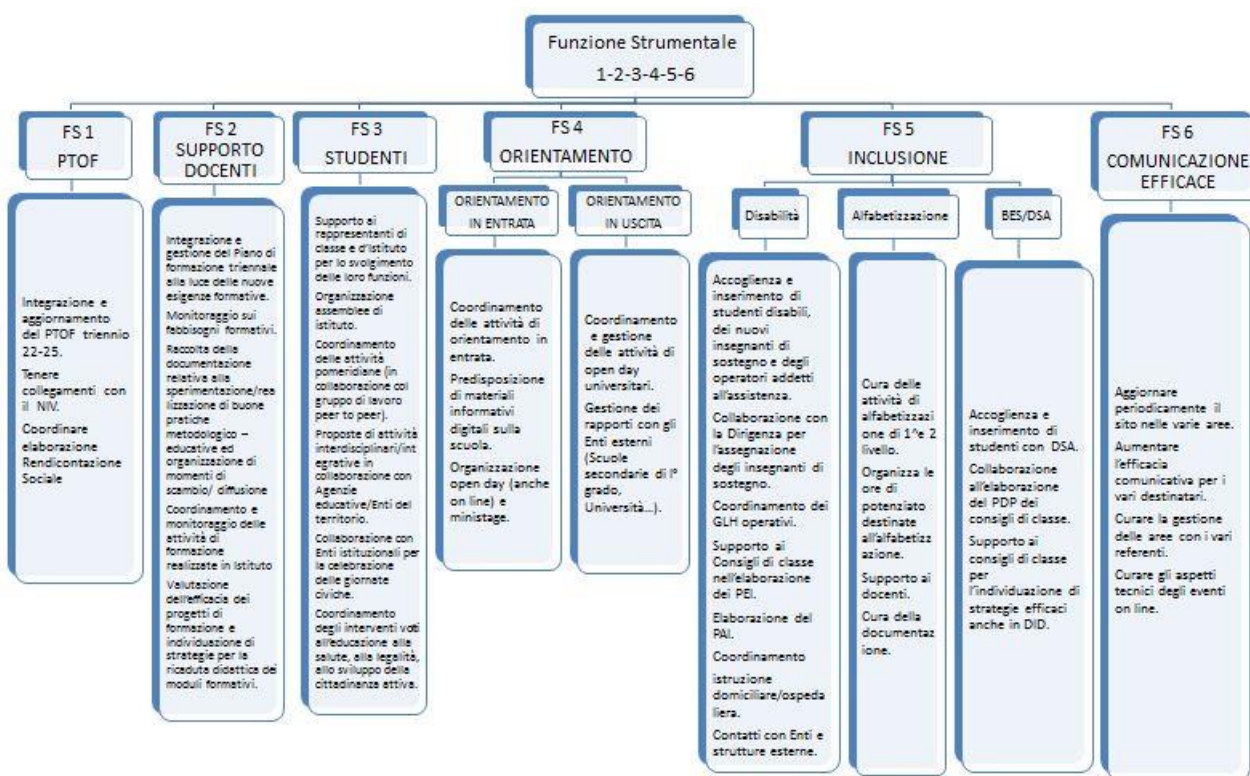 Funzione Strumentale
1-2-3-4-5-6
FS 1
PTOF
Integrazione e
aggiornamento
del PTOF triennio
22-25.
Tenere
collegamenti con
il NIV.
Coordinare
elaborazione
Rendicontazione
Sociale
FS 2
SUPPORTO
DOCENTI
Integrazione e
gestione del Piano di
formazione triennale
alla luce delle nuove
esigenze formative.
Monitoraggio sui
fabbisogni formativi.
Raccolta della
documentazione
relativa alla
sperimentazione/rea
lizzazione di buone
pratiche
metodologico –
educative ed
organizzazione di
momenti di
scambio/ diffusione
Coordinamento e
monitoraggio delle
attività di
formazione
realizzate in Istituto
Valutazione
dell'efficacia dei
progetti di
formazione e
individuazione di
strategie per la
ricaduta didattica dei
moduli formativi.
FS 3
STUDENTI
Supporto ai
rappresentanti di
classe e d'Istituto
per lo svolgimento
delle loro funzioni.
Organizzazione
assemblee di
istituto.
Coordinamento
delle attività
pomeridiane (in
collaborazione col
gruppo di lavoro
peer to peer).
Proposte di attività
interdisciplinari/int
egrative in
collaborazione con
Agenzie
educative/Enti del
territorio.
Collaborazione con
Enti istituzionali per
la celebrazione
delle giornate
civiche.
Coordinamento
degli interventi voti
all'educazione alla
salute, alla legalità,
allo sviluppo della
cittadinanza attiva.
FS 4
ORIENTAMENTO
ORIENTAMENTO
IN ENTRATA
Coordinamento
delle attività di
orientamento in
entrata.
Predisposizione
di materiali
informativi
digitali sulla
scuola.
Organizzazione
open day (anche
on line) e
ministage.
ORIENTAMENTO
IN USCITA
Coordinamento
e gestione
delle attività di
open day
universitari.
Gestione dei
rapporti con gli
Enti esterni
(Scuole
secondarie di I°
grado,
Università...).
FS 5
INCLUSIONE
Disabilità
Accoglienza e
inserimento di
studenti disabili,
dei nuovi
insegnanti di
sostegno e degli
operatori addetti
all'assistenza.
Collaborazione con
la Dirigenza per
l'assegnazione
degli insegnanti di
sostegno.
Coordinamento dei
GLH operativi.
Supporto ai
Consigli di classe
nell'elaborazione
dei PEI.
Elaborazione del
PAI.
Coordinamento
istruzione
domiciliare/ospeda
liera.
Contatti con Enti e
strutture esterne.
Alfabetizzazione
Cura delle
attività di
alfabetizzazi
one di 1^e 2
livello.
Organizza le
ore di
potenziato
destinate
all'alfabetizz
azione.
Supporto ai
docenti.
Cura della
documentaz
ione.
BES/DSA
Accoglienza e
inserimento di
studenti con DSA.
Collaborazione
all'elaborazione
del PDP dei
consigli di classe.
Supporto ai
consigli di classe
per
l'individuazione di
strategie efficaci
anche in DID.
FS 6
COMUNICAZIONE
EFFICACE
Aggiornare
periodicamente il
sito nelle varie aree.
Aumentare
l'efficacia
comunicativa per i
vari destinatari.
Curare la gestione
delle aree con i vari
referenti.
Curare gli aspetti
tecnici degli eventi
on line.